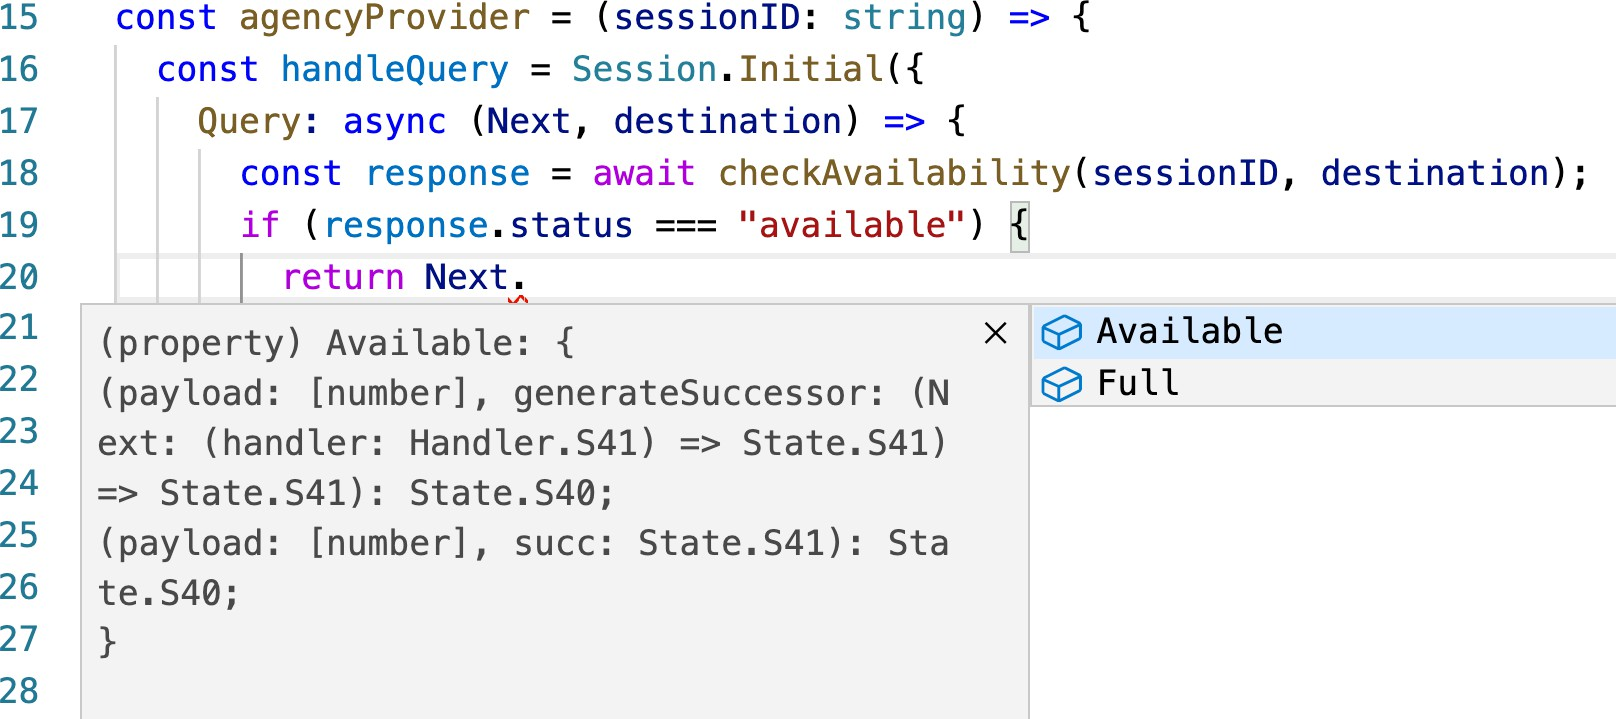 15 const agencyProvider = (sessionID: string) => {
16 const handleQuery = Session.Initial({
17 Query: async (Next, destination) => {
18 const response = await checkAvailability(sessionID, destination);
19 if (response.status === "available") {
20 return Next.
21
22
23
24
25
26
27
28
(property) Available: {
(payload: [number], generateSuccessor: (N
ext: (handler: Handler.S41) => State.S41)
=> State.S41): State.S40;
(payload: [number], succ: State.S41): Sta
te.S40;
}
Available
Full